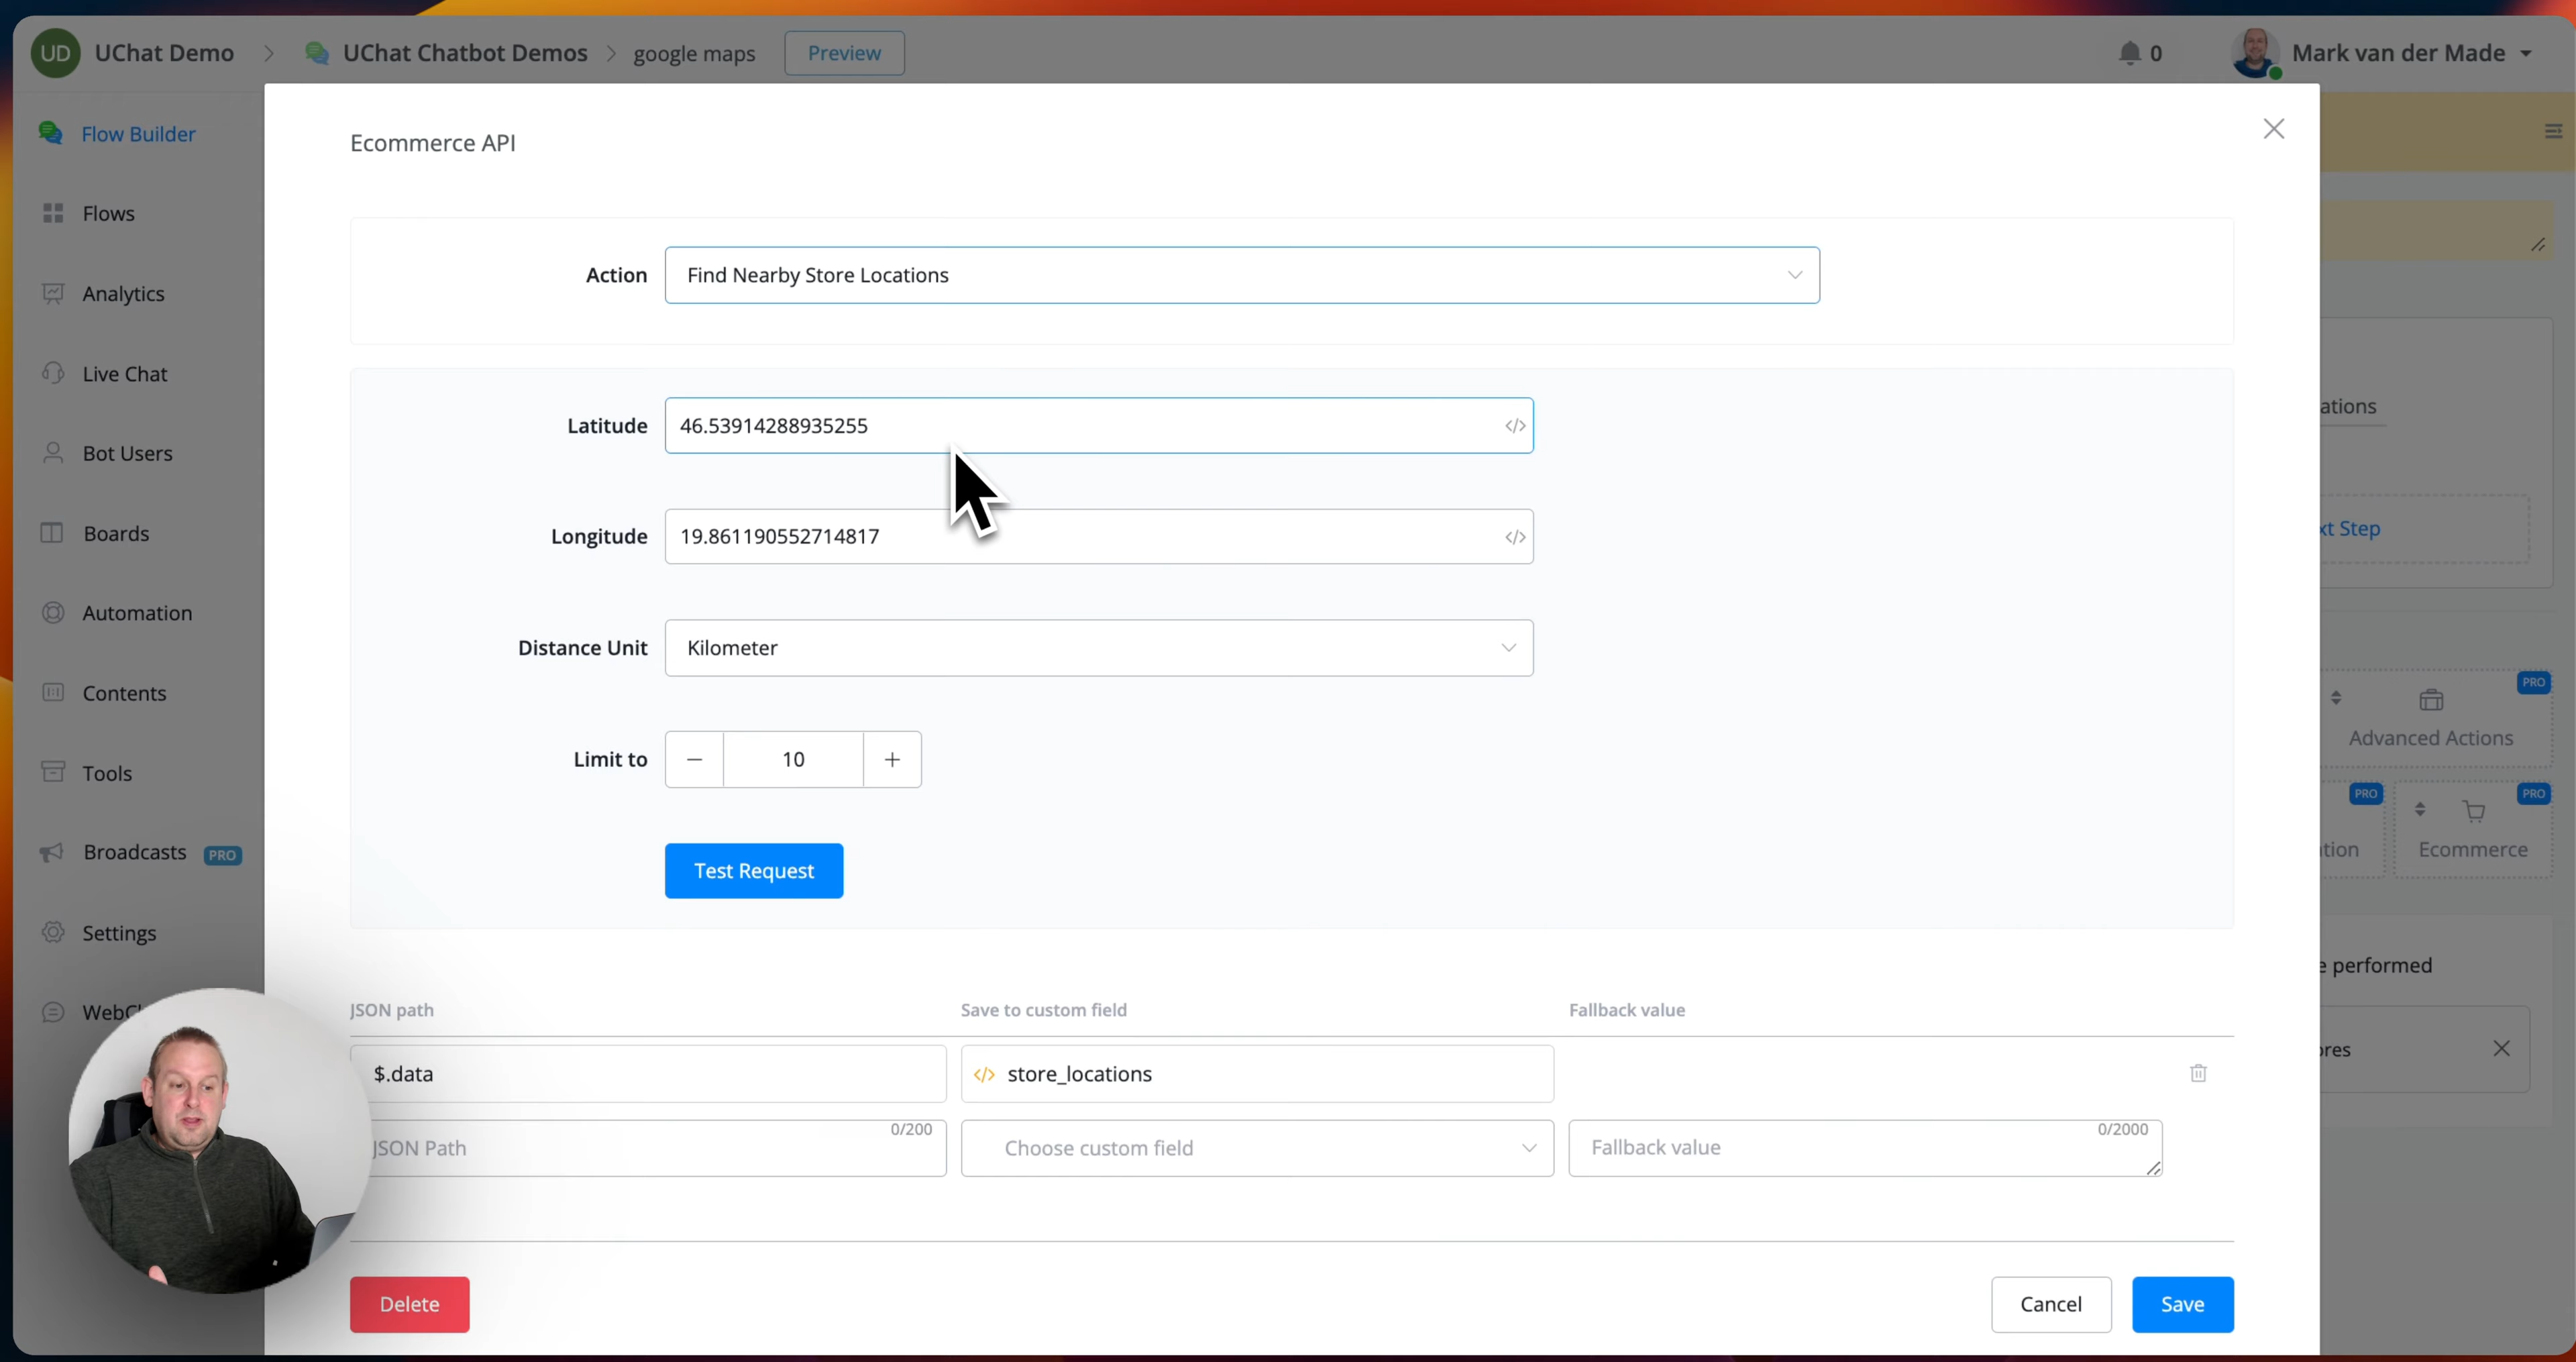 UD UChat Demo UChat Chatbot Demos google maps Preview 0 Mark van der Made
Flow Builder
Flows
Analytics
Live Chat
Bot Users
Boards
Automation
Contents
Tools
Broadcasts PRO
Settings
WebC
Ecommerce API
Action Find Nearby Store Locations
Latitude 46.53914288935255 </>
Longitude 19.861190552714817 </>
Distance Unit Kilometer
Limit to − 10 +
Test Request
JSON path Save to custom field Fallback value
$.data </> store_locations
JSON Path 0/200 Choose custom field Fallback value 0/2000
Delete Cancel Save
ations
xt Step
PRO
Advanced Actions
PRO PRO
tion Ecommerce
e performed
ores